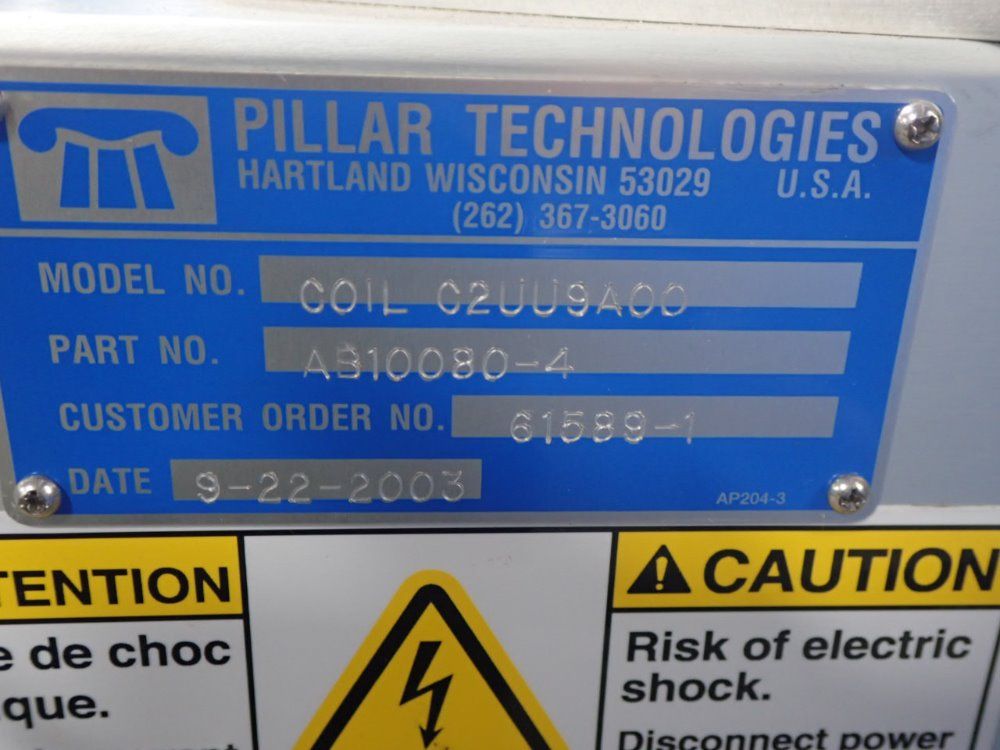 PILLAR TECHNOLOGIES
HARTLAND WISCONSIN 53029 U.S.A.
(262) 367-3060
MODEL NO. COIL C2UU9A00
PART NO. AB10080-4
CUSTOMER ORDER NO. 61589-1
DATE 9-22-2003
AP204-3
TENTION
e de choc
ique.
CAUTION
Risk of electric
shock.
Disconnect power